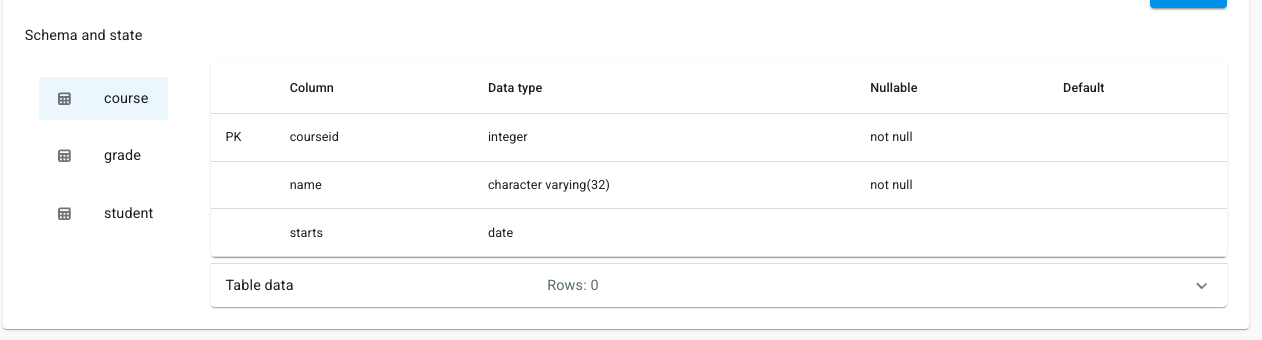 Schema and state
course
grade
student
Column Data type Nullable Default
PK courseid integer not null
name character varying(32) not null
starts date
Table data Rows: 0